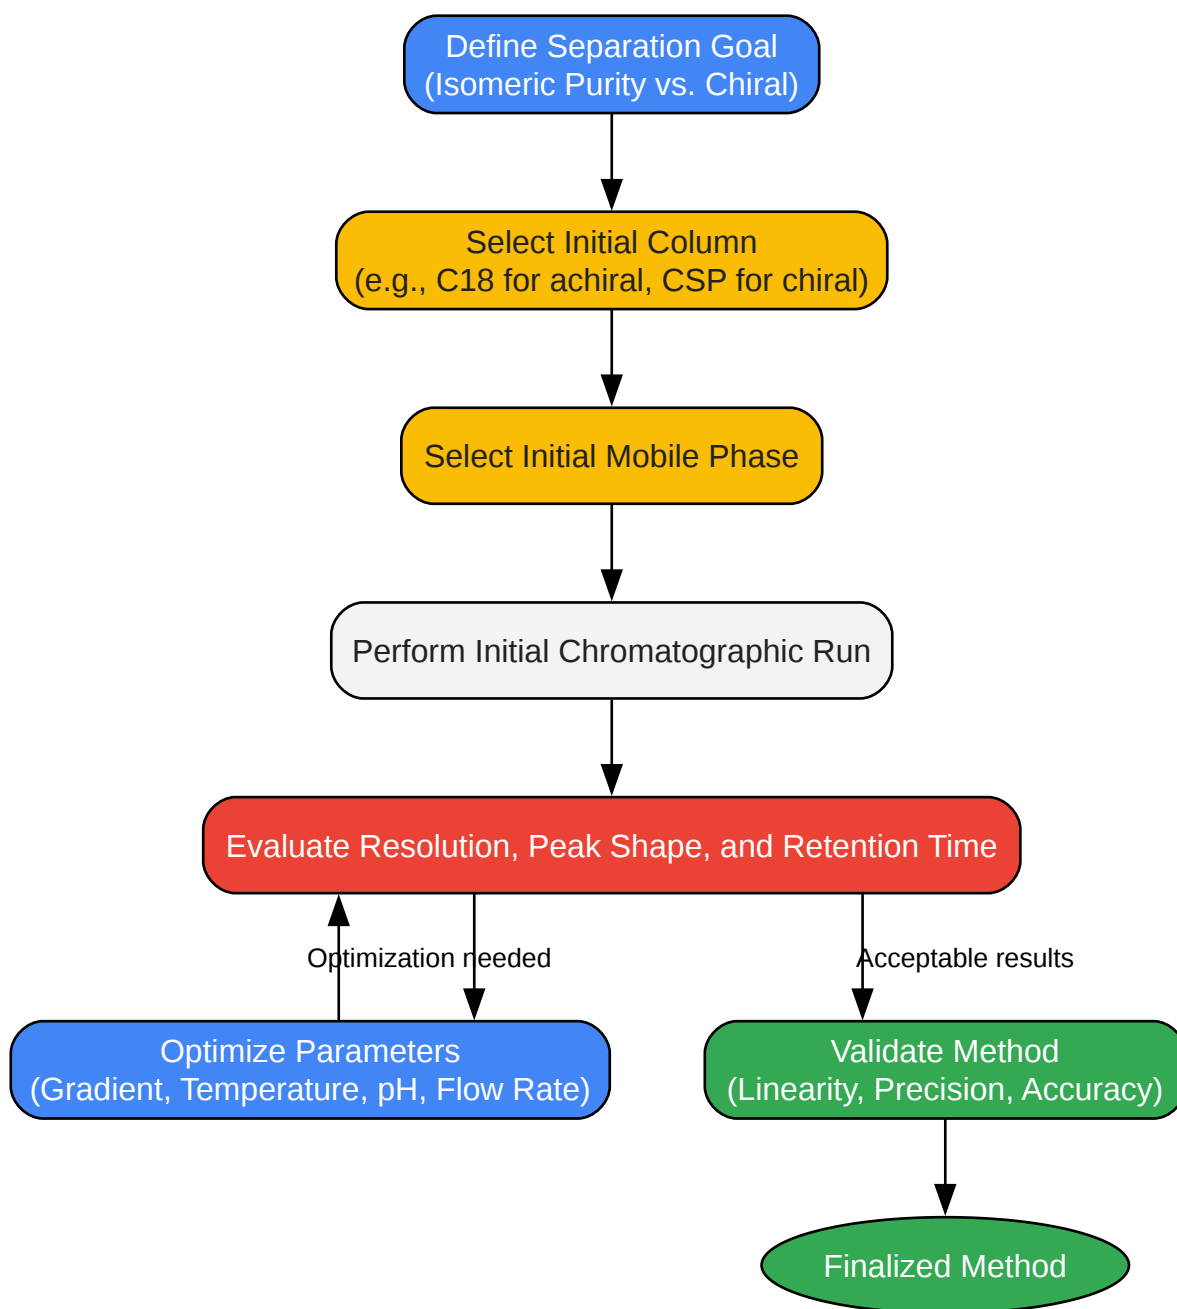 Define Separation Goal
(Isomeric Purity vs. Chiral)
Select Initial Column
(e.g., C18 for achiral, CSP for chiral)
Select Initial Mobile Phase
Perform Initial Chromatographic Run
Evaluate Resolution, Peak Shape, and Retention Time
Optimization needed
Acceptable results
Optimize Parameters
(Gradient, Temperature, pH, Flow Rate)
Validate Method
(Linearity, Precision, Accuracy)
Finalized Method